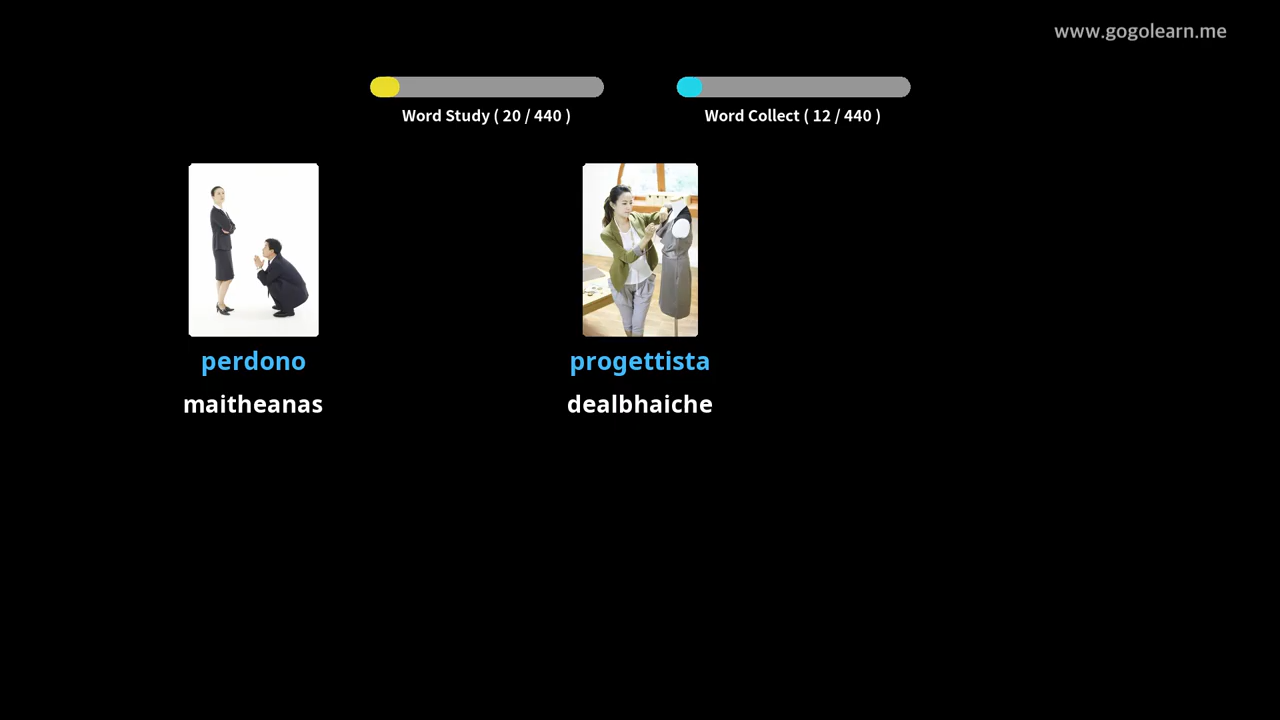 www.gogolearn.me
Word Study ( 20 / 440 )
Word Collect ( 12 / 440 )
perdono
progettista
maitheanas
dealbhaiche